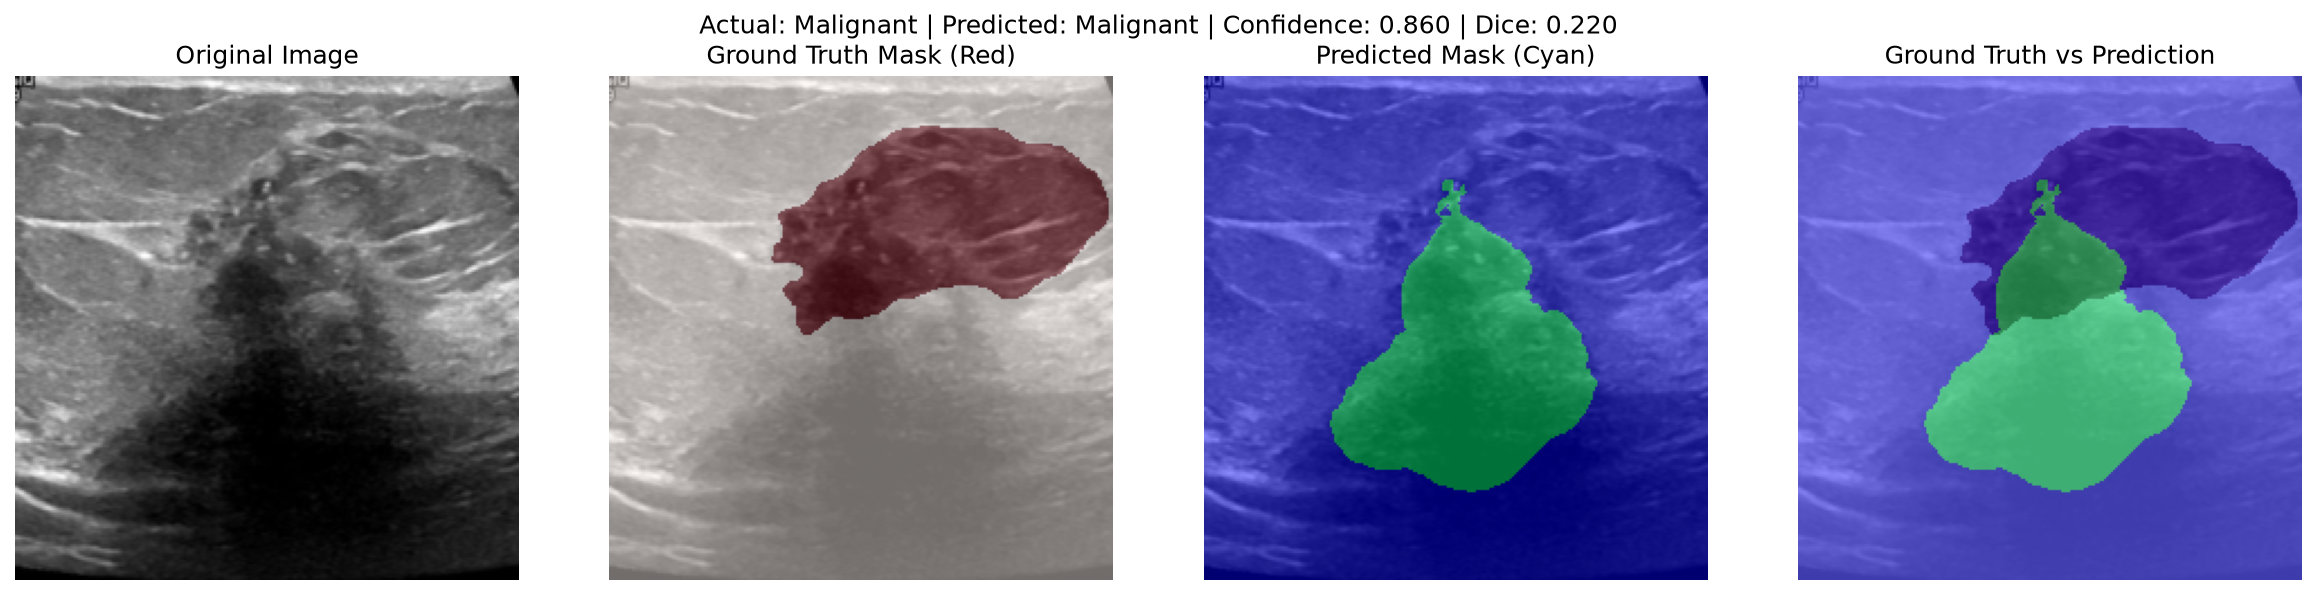 Actual: Malignant | Predicted: Malignant | Confidence: 0.860 | Dice: 0.220
Original Image
Ground Truth Mask (Red)
Predicted Mask (Cyan)
Ground Truth vs Prediction